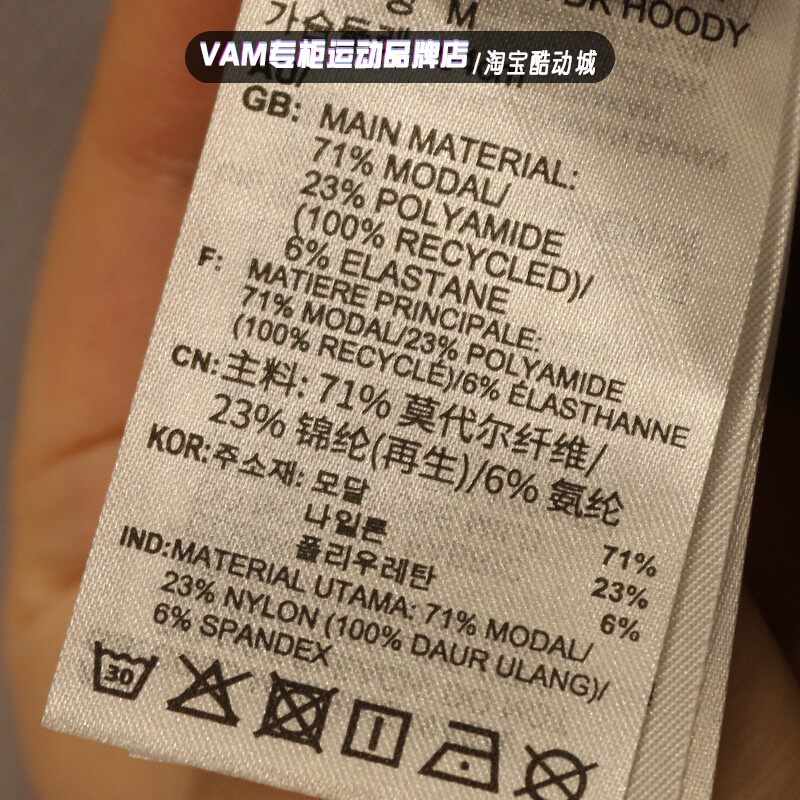 M
DK HOODY
VAM专柜运动品牌店/淘宝酷动城
GB: MAIN MATERIAL:
71% MODAL/
23% POLYAMIDE
(100% RECYCLED)/
6% ELASTANE
F: MATIERE PRINCIPALE:
71% MODAL/23% POLYAMIDE
(100% RECYCLÉ)/6% ÉLASTHANNE
CN:主料: 71% 莫代尔纤维/
23% 锦纶(再生)/6% 氨纶
KOR:주소재: 모달 71%
나일론 23%
폴리우레탄 6%
IND:MATERIAL UTAMA: 71% MODAL/
23% NYLON (100% DAUR ULANG)/
6% SPANDEX
30